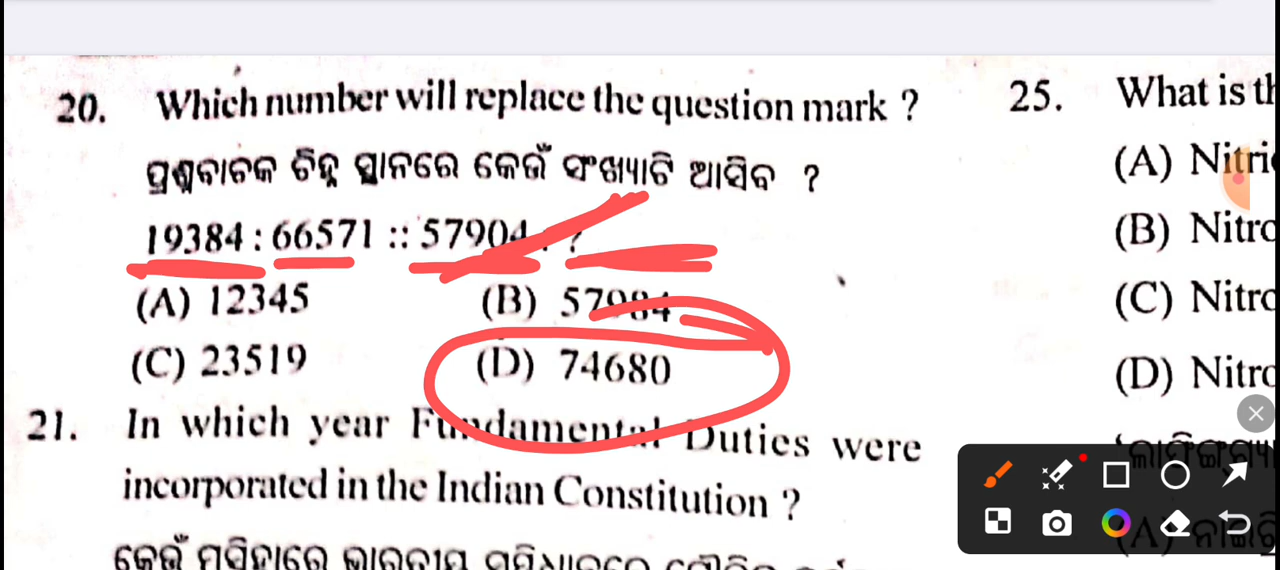 20. Which number will replace the question mark ?
ପ୍ରଶ୍ନବାଚକ ଚିହ୍ନ ସ୍ଥାନରେ କେଉଁ ସଂଖ୍ୟାଟି ଆସିବ ?
19384 : 66571 :: 57904 : ?
(A) 12345 (B) 57984
(C) 23519 (D) 74680
21. In which year Fundamental Duties were
incorporated in the Indian Constitution ?
25. What is th
(A) Nitric
(B) Nitro
(C) Nitro
(D) Nitro